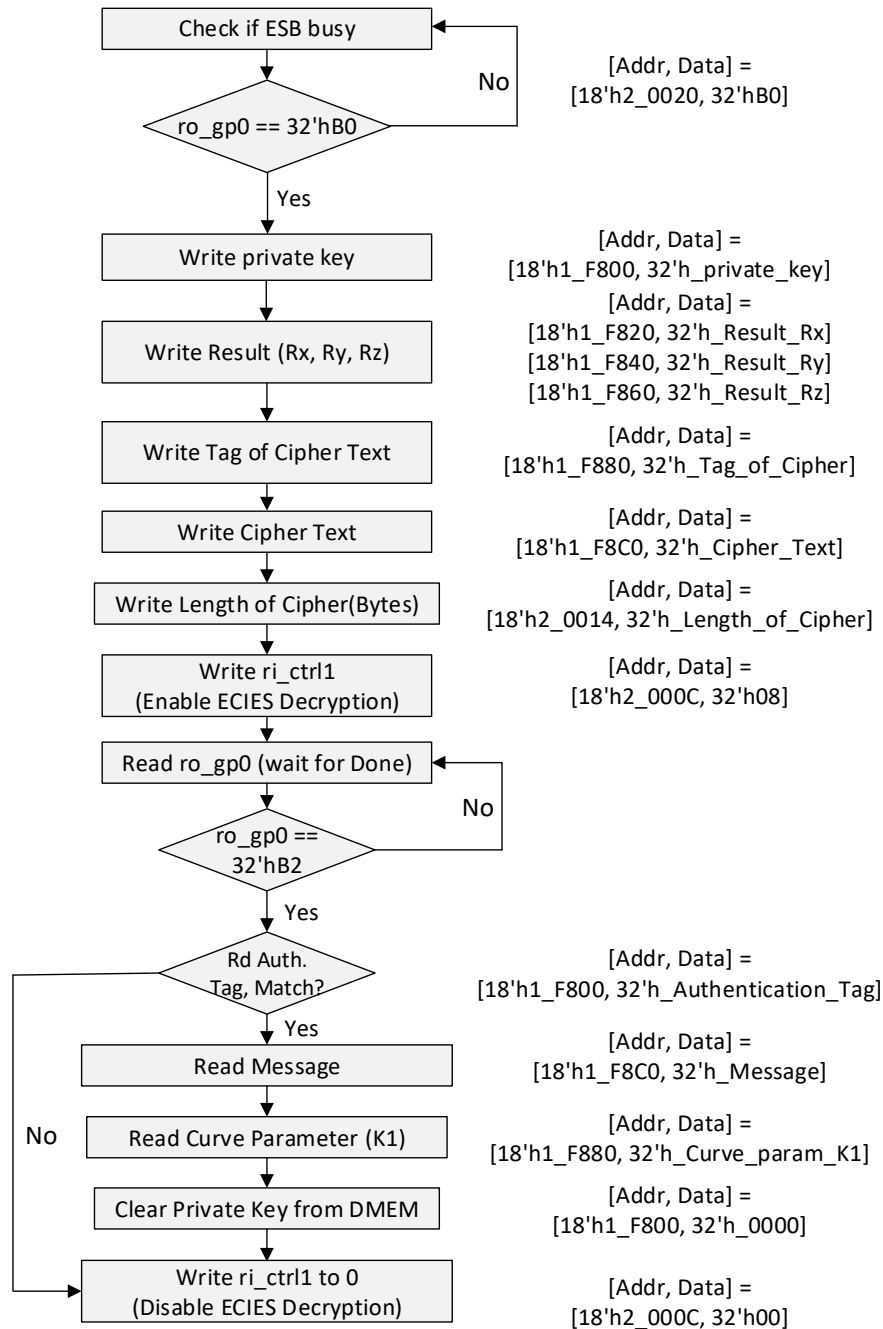 Check if ESB busy
No
[Addr, Data] =
[18'h2_0020, 32'hB0]
ro_gp0 == 32'hB0
Yes
Write private key
[Addr, Data] =
[18'h1_F800, 32'h_private_key]
Write Result (Rx, Ry, Rz)
[Addr, Data] =
[18'h1_F820, 32'h_Result_Rx]
[18'h1_F840, 32'h_Result_Ry]
[18'h1_F860, 32'h_Result_Rz]
Write Tag of Cipher Text
[Addr, Data] =
[18'h1_F880, 32'h_Tag_of_Cipher]
Write Cipher Text
[Addr, Data] =
[18'h1_F8C0, 32'h_Cipher_Text]
Write Length of Cipher(Bytes)
[Addr, Data] =
[18'h2_0014, 32'h_Length_of_Cipher]
Write ri_ctrl1
(Enable ECIES Decryption)
[Addr, Data] =
[18'h2_000C, 32'h08]
Read ro_gp0 (wait for Done)
No
ro_gp0 ==
32'hB2
Yes
Rd Auth.
Tag, Match?
[Addr, Data] =
[18'h1_F800, 32'h_Authentication_Tag]
Yes
Read Message
[Addr, Data] =
[18'h1_F8C0, 32'h_Message]
No
Read Curve Parameter (K1)
[Addr, Data] =
[18'h1_F880, 32'h_Curve_param_K1]
Clear Private Key from DMEM
[Addr, Data] =
[18'h1_F800, 32'h_0000]
Write ri_ctrl1 to 0
(Disable ECIES Decryption)
[Addr, Data] =
[18'h2_000C, 32'h00]